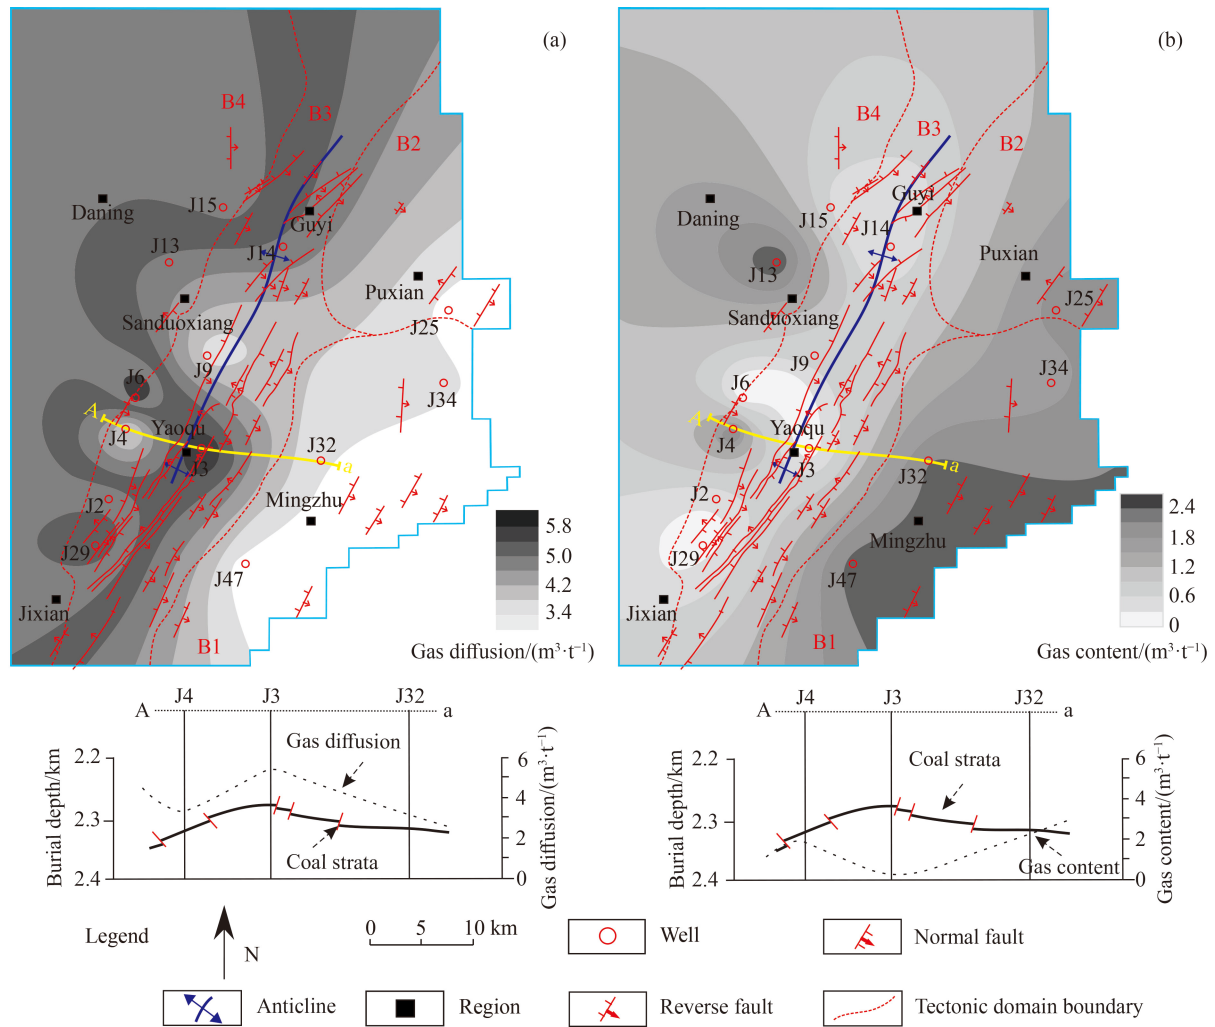 (a)
B4
B3
B2
Daning
J15
Guyi
J13
J14
Puxian
Sanduoxiang
J25
J9
J6
J34
A
Yaoqu
J4
J32
a
J3
J2
Mingzhu
J29
J47
Jixian
B1
5.8
5.0
4.2
3.4
Gas diffusion/(m³·t⁻¹)
(b)
B4
B3
B2
Guyi
Daning
J15
J14
Puxian
J13
J25
Sanduoxiang
J9
J34
J6
A
Yaoqu
J4
J3
J32
a
J2
Mingzhu
J29
J47
Jixian
B1
2.4
1.8
1.2
0.6
0
Gas content/(m³·t⁻¹)
J4 J3 J32
A a
Gas diffusion
Coal strata
Burial depth/km
2.2
2.3
2.4
6
4
2
0
Gas diffusion/(m³·t⁻¹)
J4 J3 J32
A a
Coal strata
Gas content
Burial depth/km
2.2
2.3
2.4
6
4
2
0
Gas content/(m³·t⁻¹)
Legend
N
0 5 10 km
Well
Normal fault
Anticline
Region
Reverse fault
Tectonic domain boundary